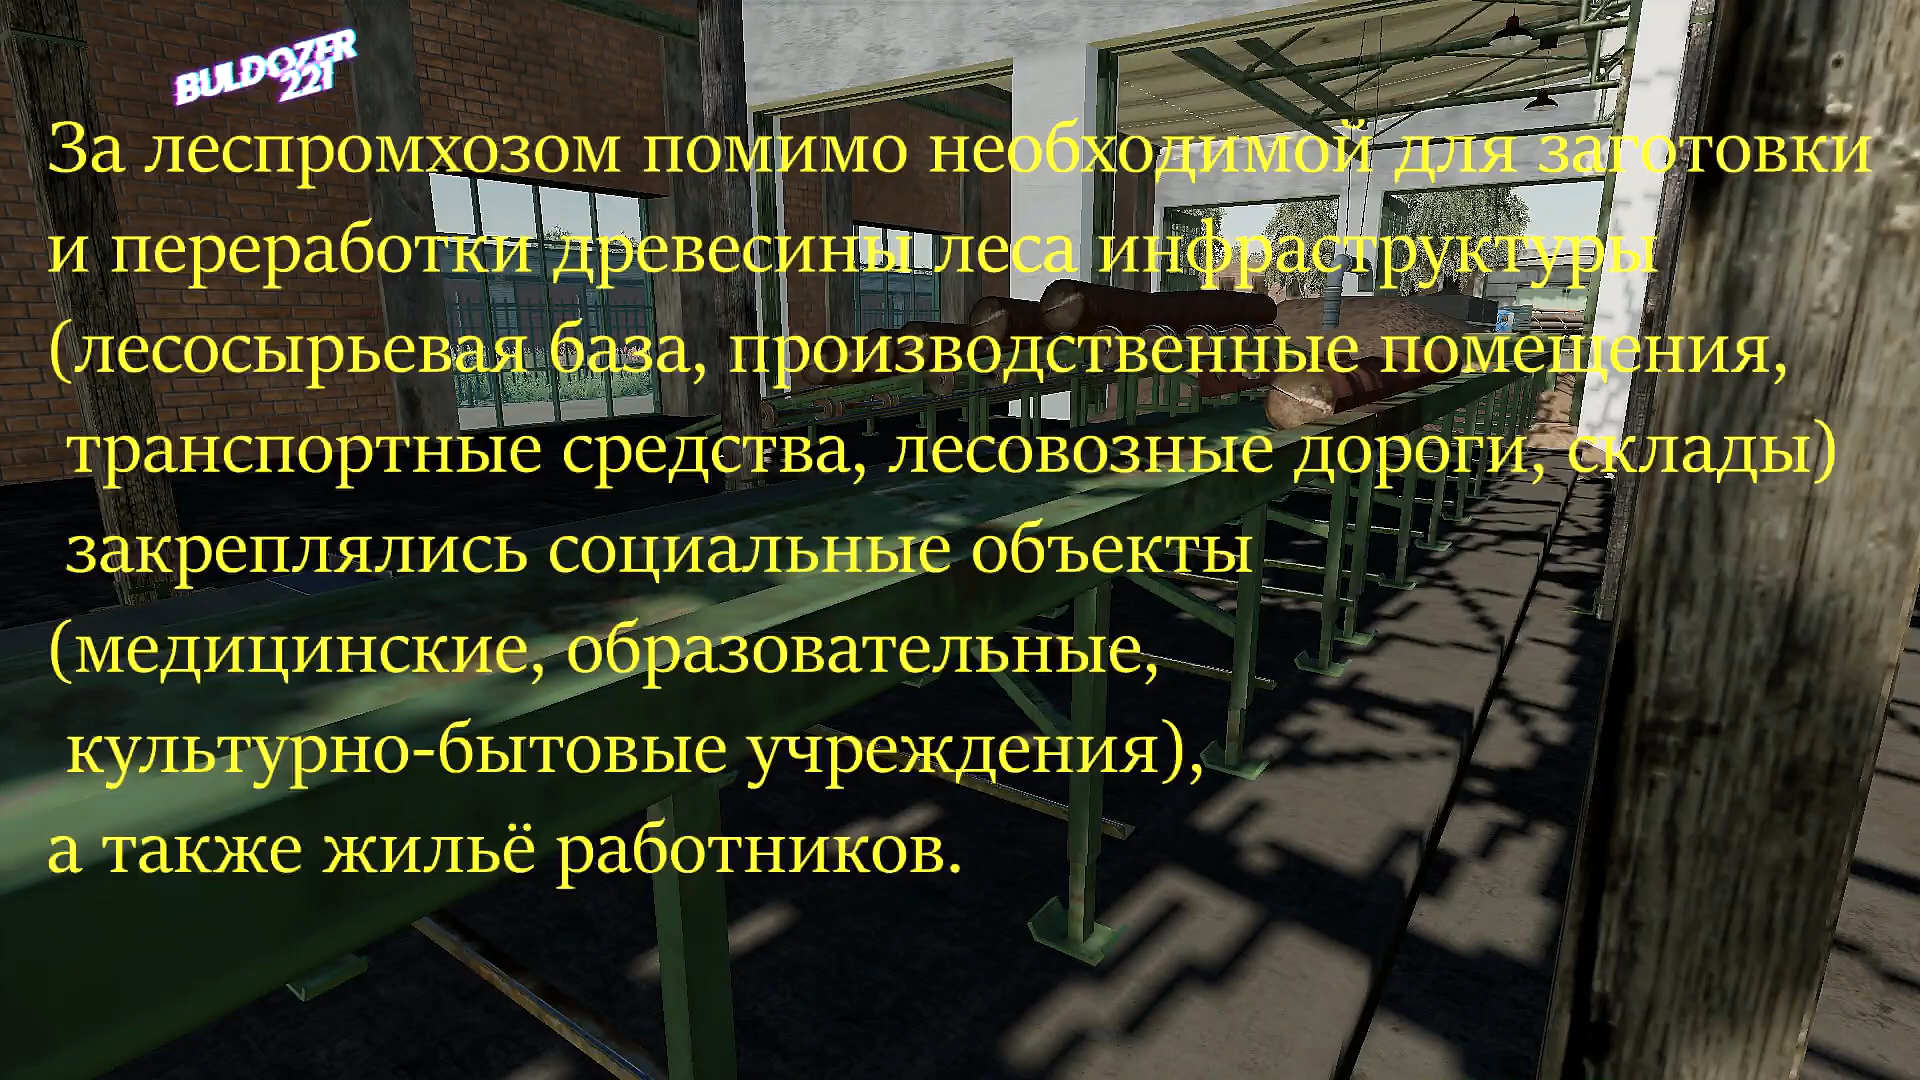 BULDOZER
221
За леспромхозом помимо необходимой для заготовки
и переработки древесины леса инфраструктуры
(лесосырьевая база, производственные помещения,
транспортные средства, лесовозные дороги, склады)
закреплялись социальные объекты
(медицинские, образовательные,
культурно-бытовые учреждения),
а также жильё работников.